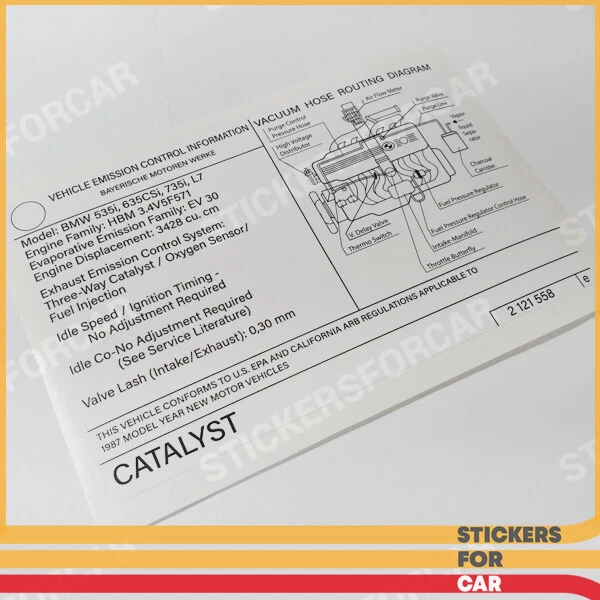 VEHICLE EMISSION CONTROL INFORMATION
BAYERISCHE MOTOREN WERKE
Model: BMW 535i, 635CSi, 735i, L7
Engine Family: HBM 3.4V5F571
Evaporative Emission Family: EV 30
Engine Displacement: 3428 cu. cm
Exhaust Emission Control System:
Three-Way Catalyst / Oxygen Sensor/
Fuel Injection
Idle Speed / Ignition Timing -
No Adjustment Required
Idle Co-No Adjustment Required
(See Service Literature)
Valve Lash (Intake/Exhaust): 0,30 mm
VACUUM HOSE ROUTING DIAGRAM
Purge Control
Pressure Hose
High Voltage
Distributor
Air Flow Meter
Purge Valve
Purge Line
Vapor-
liquid
Sepa-
rator
Charcoal
Canister
Fuel Pressure Regulator
Fuel Pressure Regulator Control Hose
V. Delay Valve
Thermo Switch
Intake-Manifold
Throttle Butterfly
THIS VEHICLE CONFORMS TO U.S. EPA AND CALIFORNIA ARB REGULATIONS APPLICABLE TO
1987 MODEL YEAR NEW MOTOR VEHICLES
2 121 558
e
CATALYST
STICKERSFORCAR
STICKERS
FOR
CAR